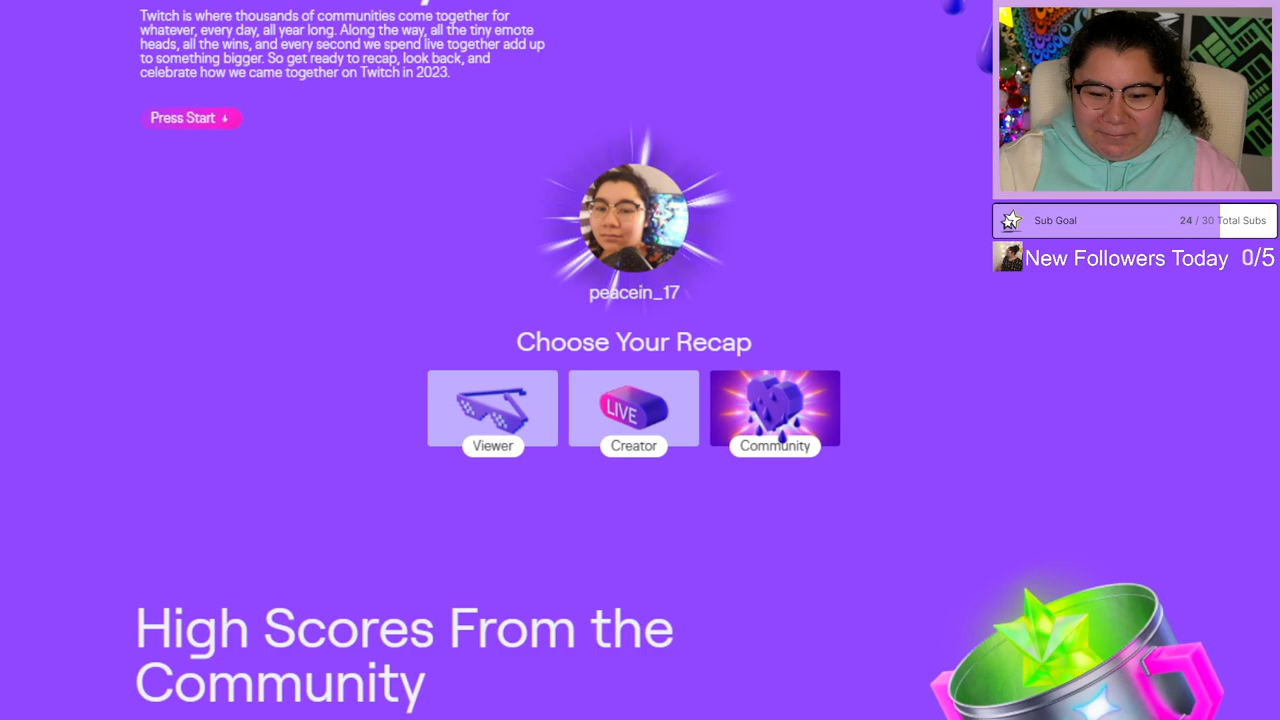 Twitch is where thousands of communities come together for
whatever, every day, all year long. Along the way, all the tiny emote
heads, all the wins, and every second we spend live together add up
to something bigger. So get ready to recap, look back, and
celebrate how we came together on Twitch in 2023.
Press Start
Sub Goal 24 / 30 Total Subs
New Followers Today 0/5
peacein_17
Choose Your Recap
LIVE
Viewer Creator Community
High Scores From the
Community